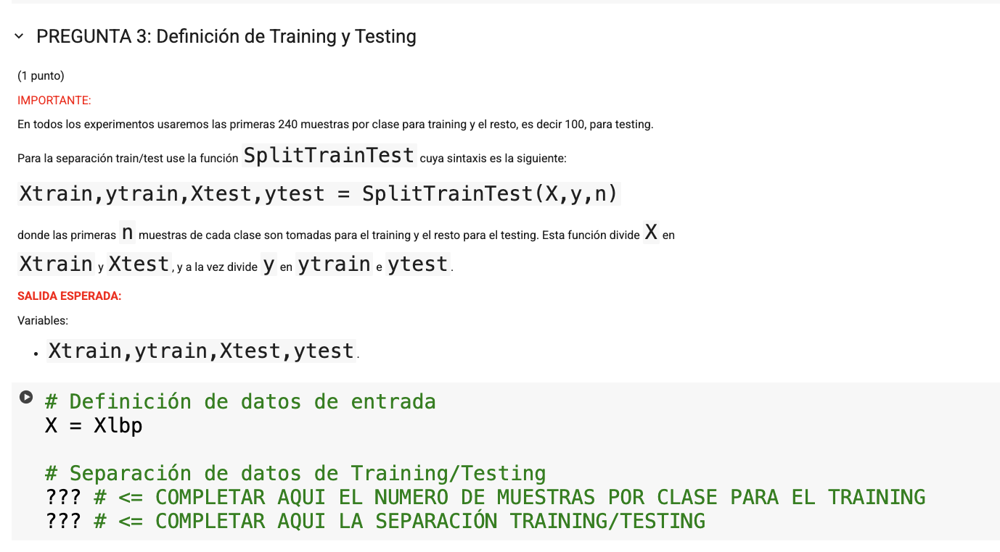 PREGUNTA 3: Definición de Training y Testing
(1 punto)
IMPORTANTE:
En todos los experimentos usaremos las primeras 240 muestras por clase para training y el resto, es decir 100, para testing.
Para la separación train/test use la función SplitTrainTest cuya sintaxis es la siguiente:
Xtrain,ytrain,Xtest,ytest = SplitTrainTest(X,y,n)
donde las primeras n muestras de cada clase son tomadas para el training y el resto para el testing. Esta función divide X en
Xtrain y Xtest, y a la vez divide y en ytrain e ytest.
SALIDA ESPERADA:
Variables:
• Xtrain,ytrain,Xtest,ytest.
# Definición de datos de entrada
X = Xlbp
# Separación de datos de Training/Testing
??? # <= COMPLETAR AQUI EL NUMERO DE MUESTRAS POR CLASE PARA EL TRAINING
??? # <= COMPLETAR AQUI LA SEPARACIÓN TRAINING/TESTING